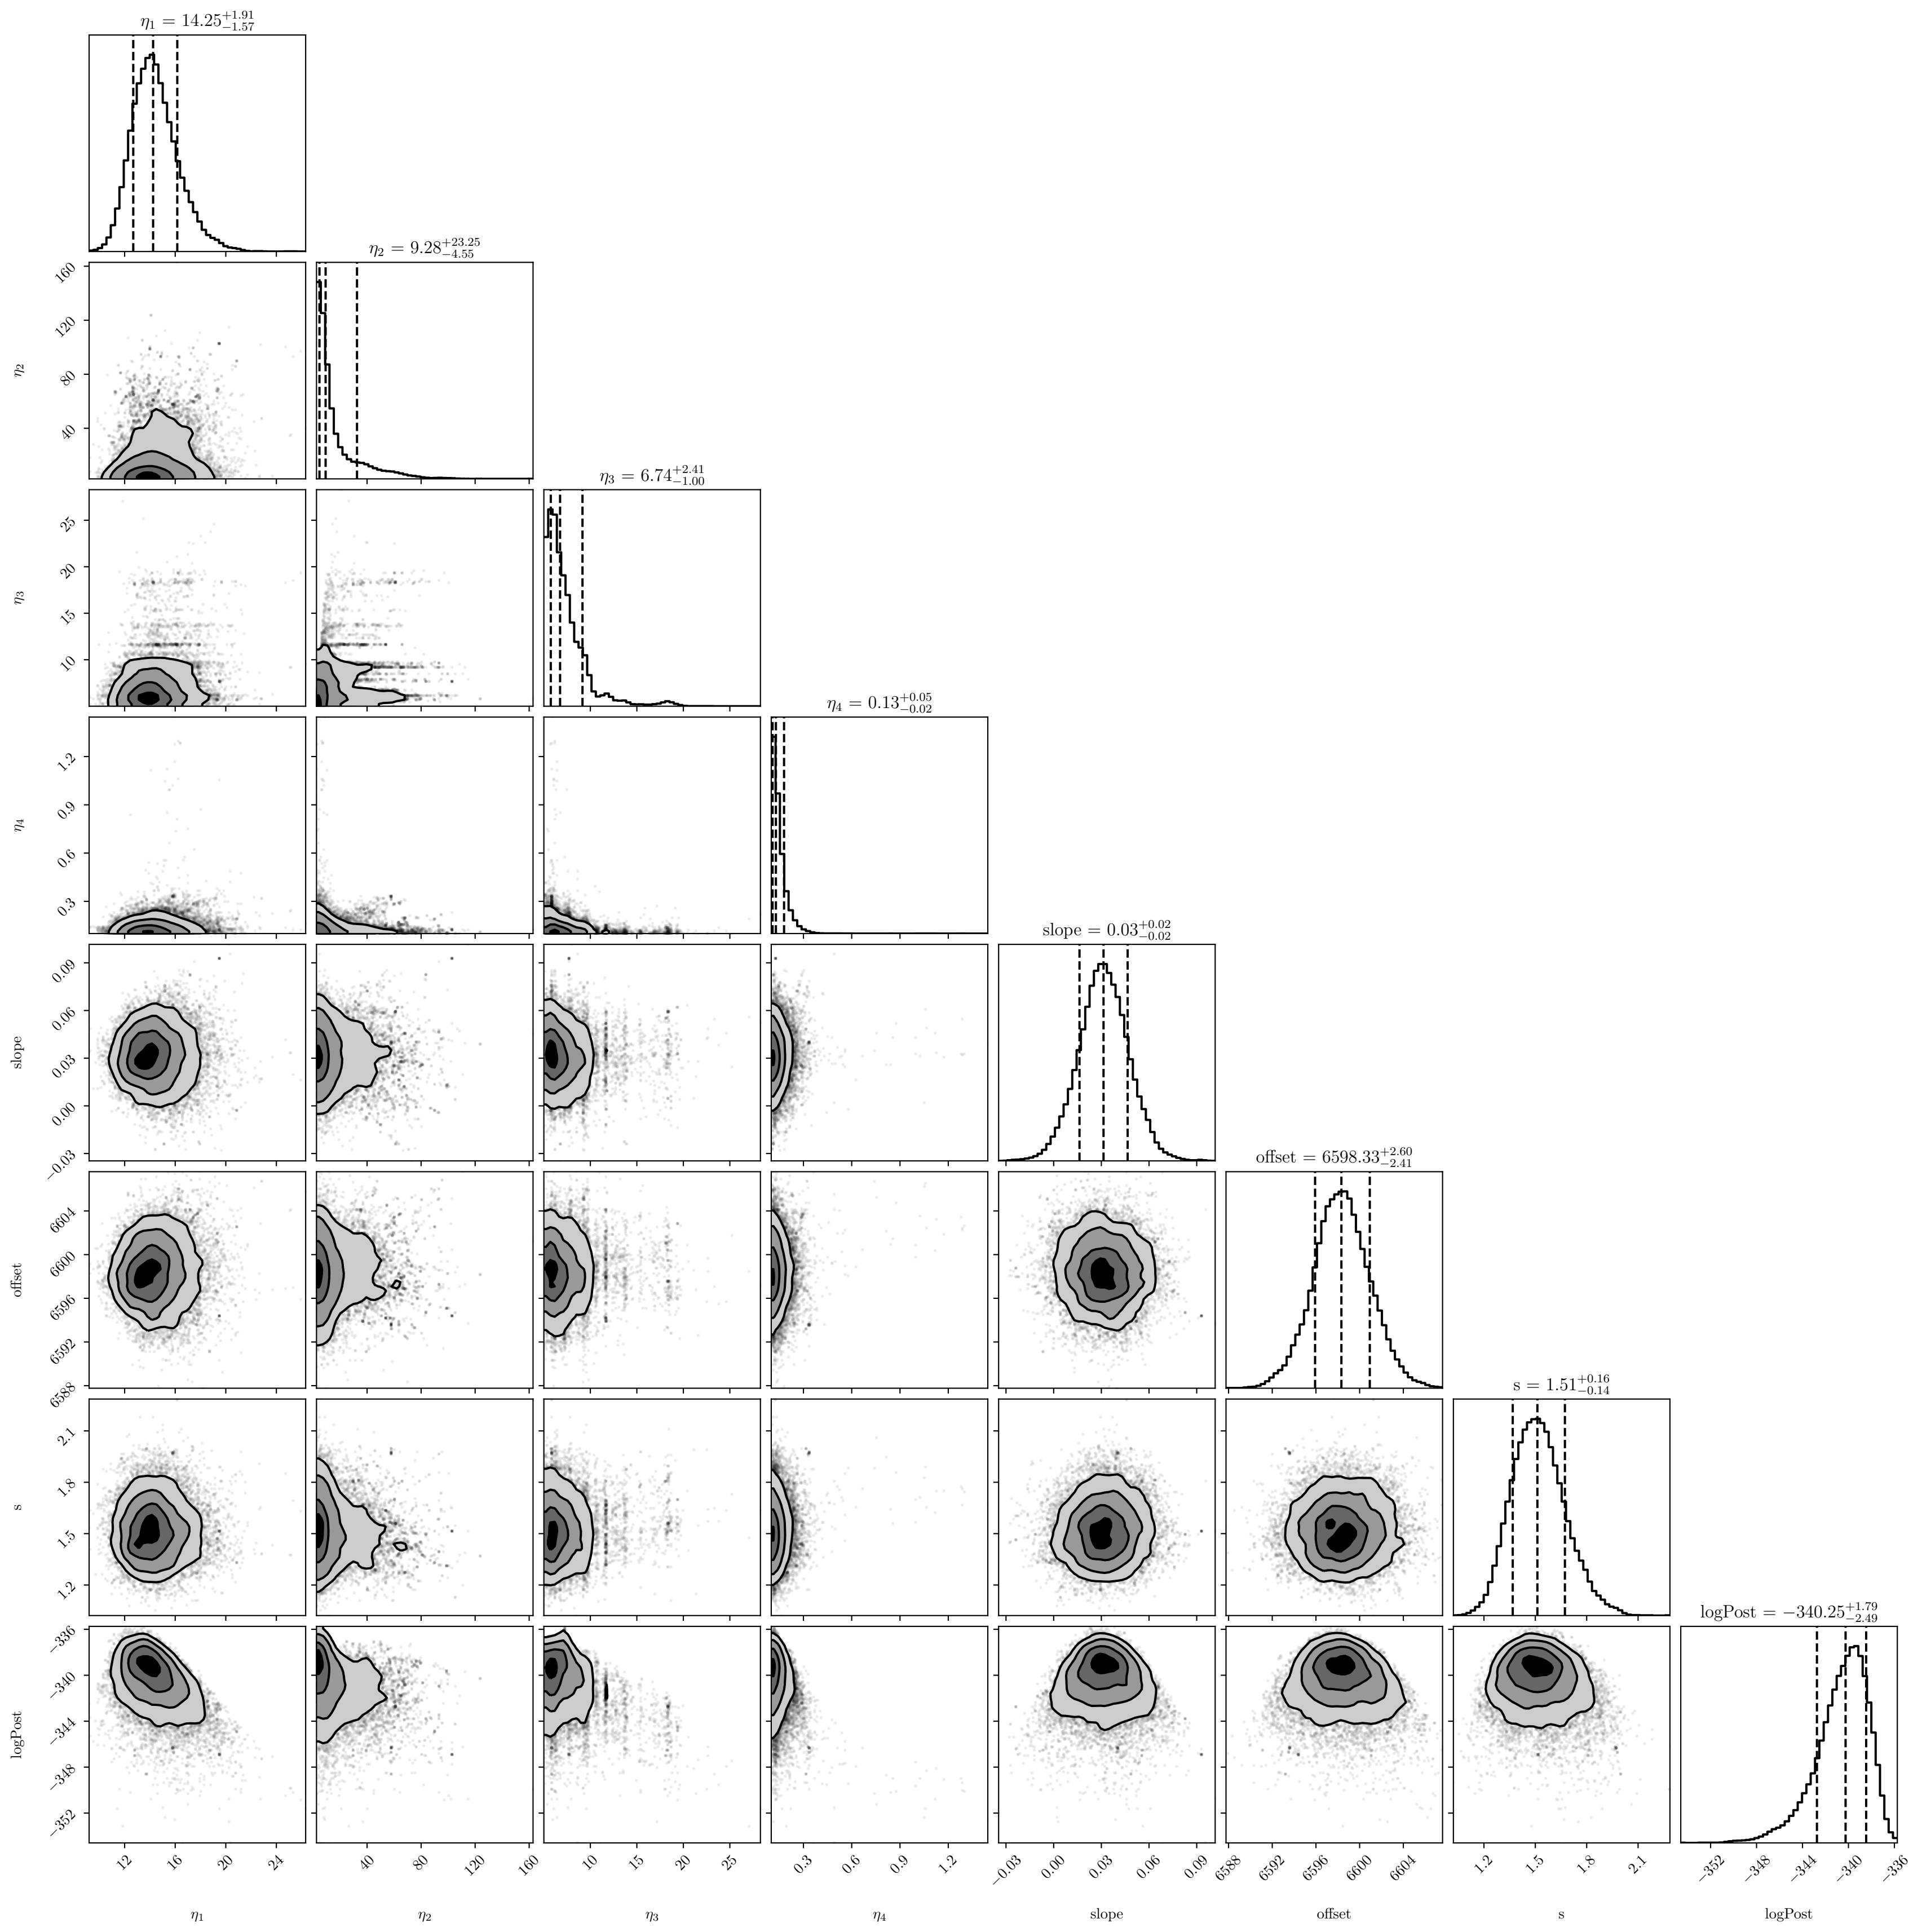 η₁ = 14.25⁺¹·⁹¹₋₁.₅₇
η₂ = 9.28⁺²³·²⁵₋₄.₅₅
160
120
80
40
η₂
η₃ = 6.74⁺²·⁴¹₋₁.₀₀
25
20
15
10
η₃
η₄ = 0.13⁺⁰·⁰⁵₋₀.₀₂
1.2
0.9
0.6
0.3
η₄
slope = 0.03⁺⁰·⁰²₋₀.₀₂
0.09
0.06
0.03
0.00
−0.03
slope
offset = 6598.33⁺²·⁶⁰₋₂.₄₁
6604
6600
6596
6592
6588
offset
s = 1.51⁺⁰·¹⁶₋₀.₁₄
2.1
1.8
1.5
1.2
s
logPost = −340.25⁺¹·⁷⁹₋₂.₄₉
−336
−340
−344
−348
−352
logPost
12 16 20 24 40 80 120 160 10 15 20 25 0.3 0.6 0.9 1.2 −0.03 0.00 0.03 0.06 0.09 6588 6592 6596 6600 6604 1.2 1.5 1.8 2.1 −352 −348 −344 −340 −336
η₁ η₂ η₃ η₄ slope offset s logPost